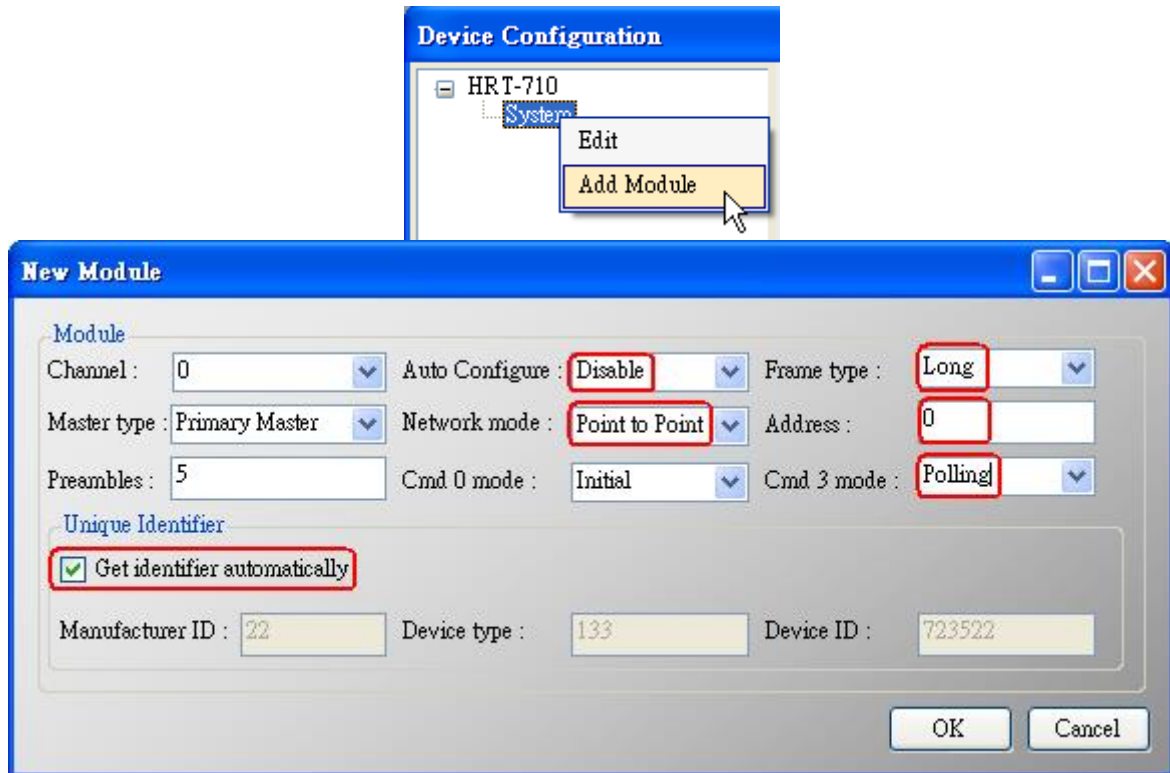 Device Configuration
HRT-710
System
Edit
Add Module
New Module
Module
Channel : 0 Auto Configure : Disable Frame type : Long
Master type : Primary Master Network mode : Point to Point Address : 0
Preambles : 5 Cmd 0 mode : Initial Cmd 3 mode : Polling
Unique Identifier
Get identifier automatically
Manufacturer ID : 22 Device type : 133 Device ID : 723522
OK Cancel